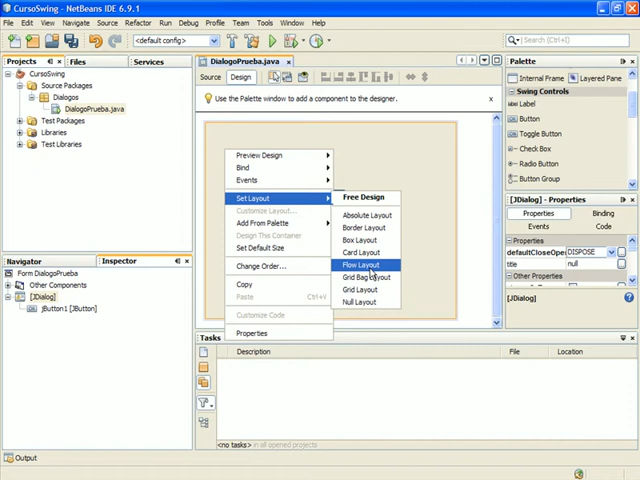 CursoSwing - NetBeans IDE 6.9.1
File Edit View Navigate Source Refactor Run Debug Profile Team Tools Window Help
<default config>
Search (Ctrl+I)
Projects
Files
Services
CursoSwing
Source Packages
Dialogos
DialogoPrueba.java
Test Packages
Libraries
Test Libraries
Navigator
Inspector
Form DialogoPrueba
Other Components
[JDialog]
jButton1 [JButton]
DialogoPrueba.java
Source
Design
Use the Palette window to add a component to the designer.
x
Preview Design
Bind
Events
Set Layout
Customize Layout...
Add From Palette
Design This Container
Set Default Size
Change Order...
Copy
Paste Ctrl+V
Customize Code
Properties
Free Design
Absolute Layout
Border Layout
Box Layout
Card Layout
Flow Layout
Grid Bag Layout
Grid Layout
Null Layout
Palette
Internal Frame
Layered Pane
Swing Controls
Label
Button
Toggle Button
Check Box
Radio Button
Button Group
[JDialog] - Properties
Properties
Binding
Events
Code
Properties
defaultCloseOper
DISPOSE
title
null
Other Properties
[JDialog]
Tasks
Description
File
Location
<no tasks> in all opened projects
Output